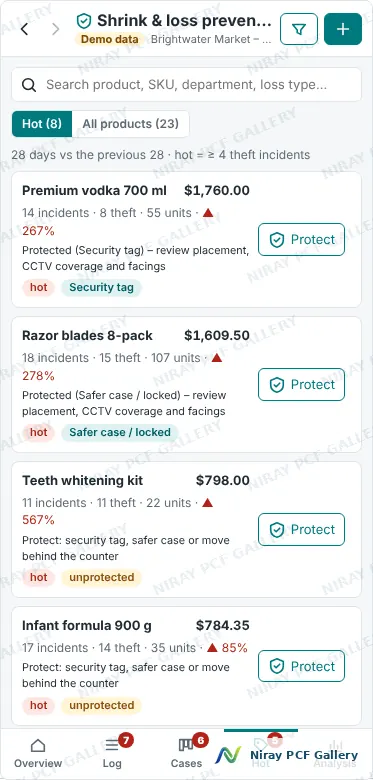 Shrink & loss preven...
Demo data Brightwater Market – ...
Search product, SKU, department, loss type...
Hot (8) All products (23)
28 days vs the previous 28 · hot = ≥ 4 theft incidents
Premium vodka 700 ml $1,760.00
14 incidents · 8 theft · 55 units · ▲
267%
Protected (Security tag) – review placement,
CCTV coverage and facings
Protect
hot Security tag
Razor blades 8-pack $1,609.50
18 incidents · 15 theft · 107 units · ▲
278%
Protected (Safer case / locked) – review
placement, CCTV coverage and facings
Protect
hot Safer case / locked
Teeth whitening kit $798.00
11 incidents · 11 theft · 22 units · ▲
567%
Protect: security tag, safer case or move
behind the counter
Protect
hot unprotected
Infant formula 900 g $784.35
17 incidents · 14 theft · 35 units · ▲ 85%
Protect: security tag, safer case or move
behind the counter
Protect
hot unprotected
7 6
Overview Log Cases Hot Analysis
Niray PCF Gallery
NIRAY PCF GALLERY